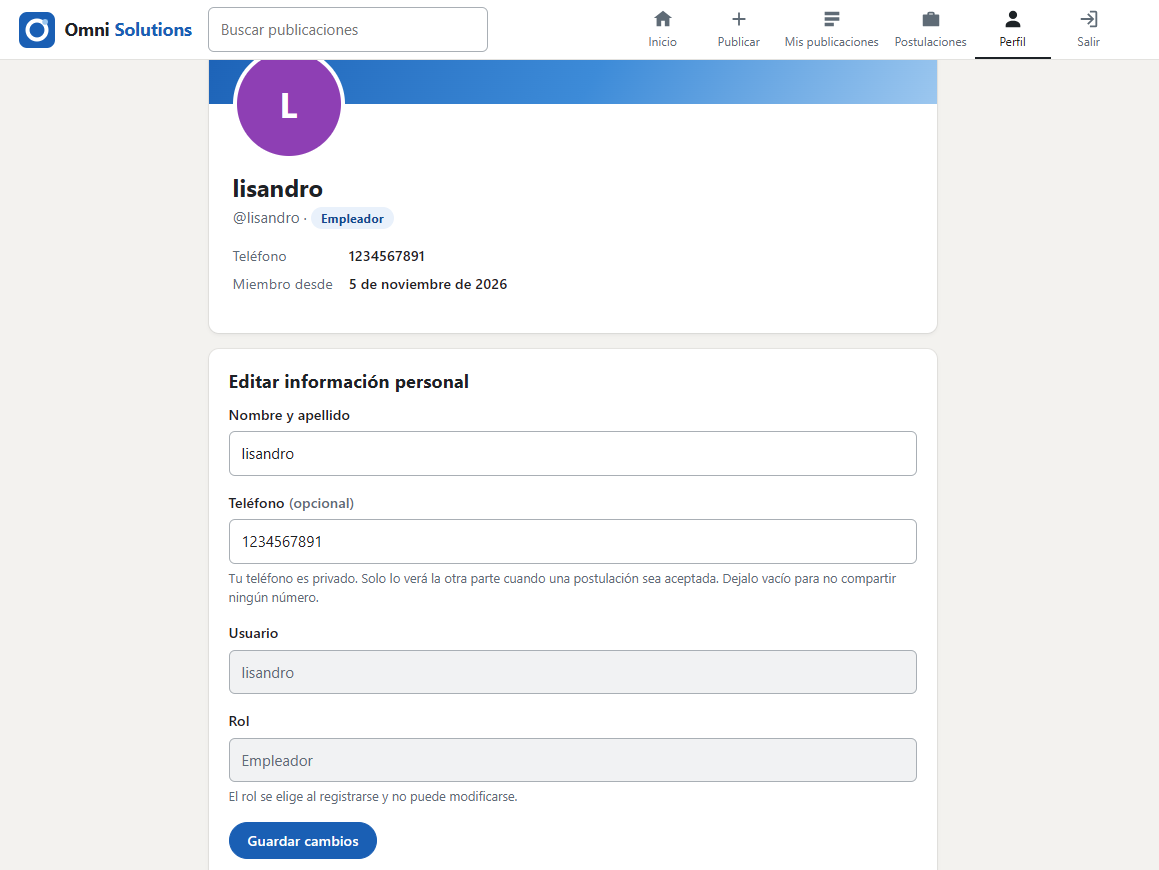 Omni Solutions
Buscar publicaciones
Inicio
Publicar
Mis publicaciones
Postulaciones
Perfil
Salir
L
lisandro
@lisandro · Empleador
Teléfono 1234567891
Miembro desde 5 de noviembre de 2026
Editar información personal
Nombre y apellido
lisandro
Teléfono (opcional)
1234567891
Tu teléfono es privado. Solo lo verá la otra parte cuando una postulación sea aceptada. Dejalo vacío para no compartir
ningún número.
Usuario
lisandro
Rol
Empleador
El rol se elige al registrarse y no puede modificarse.
Guardar cambios